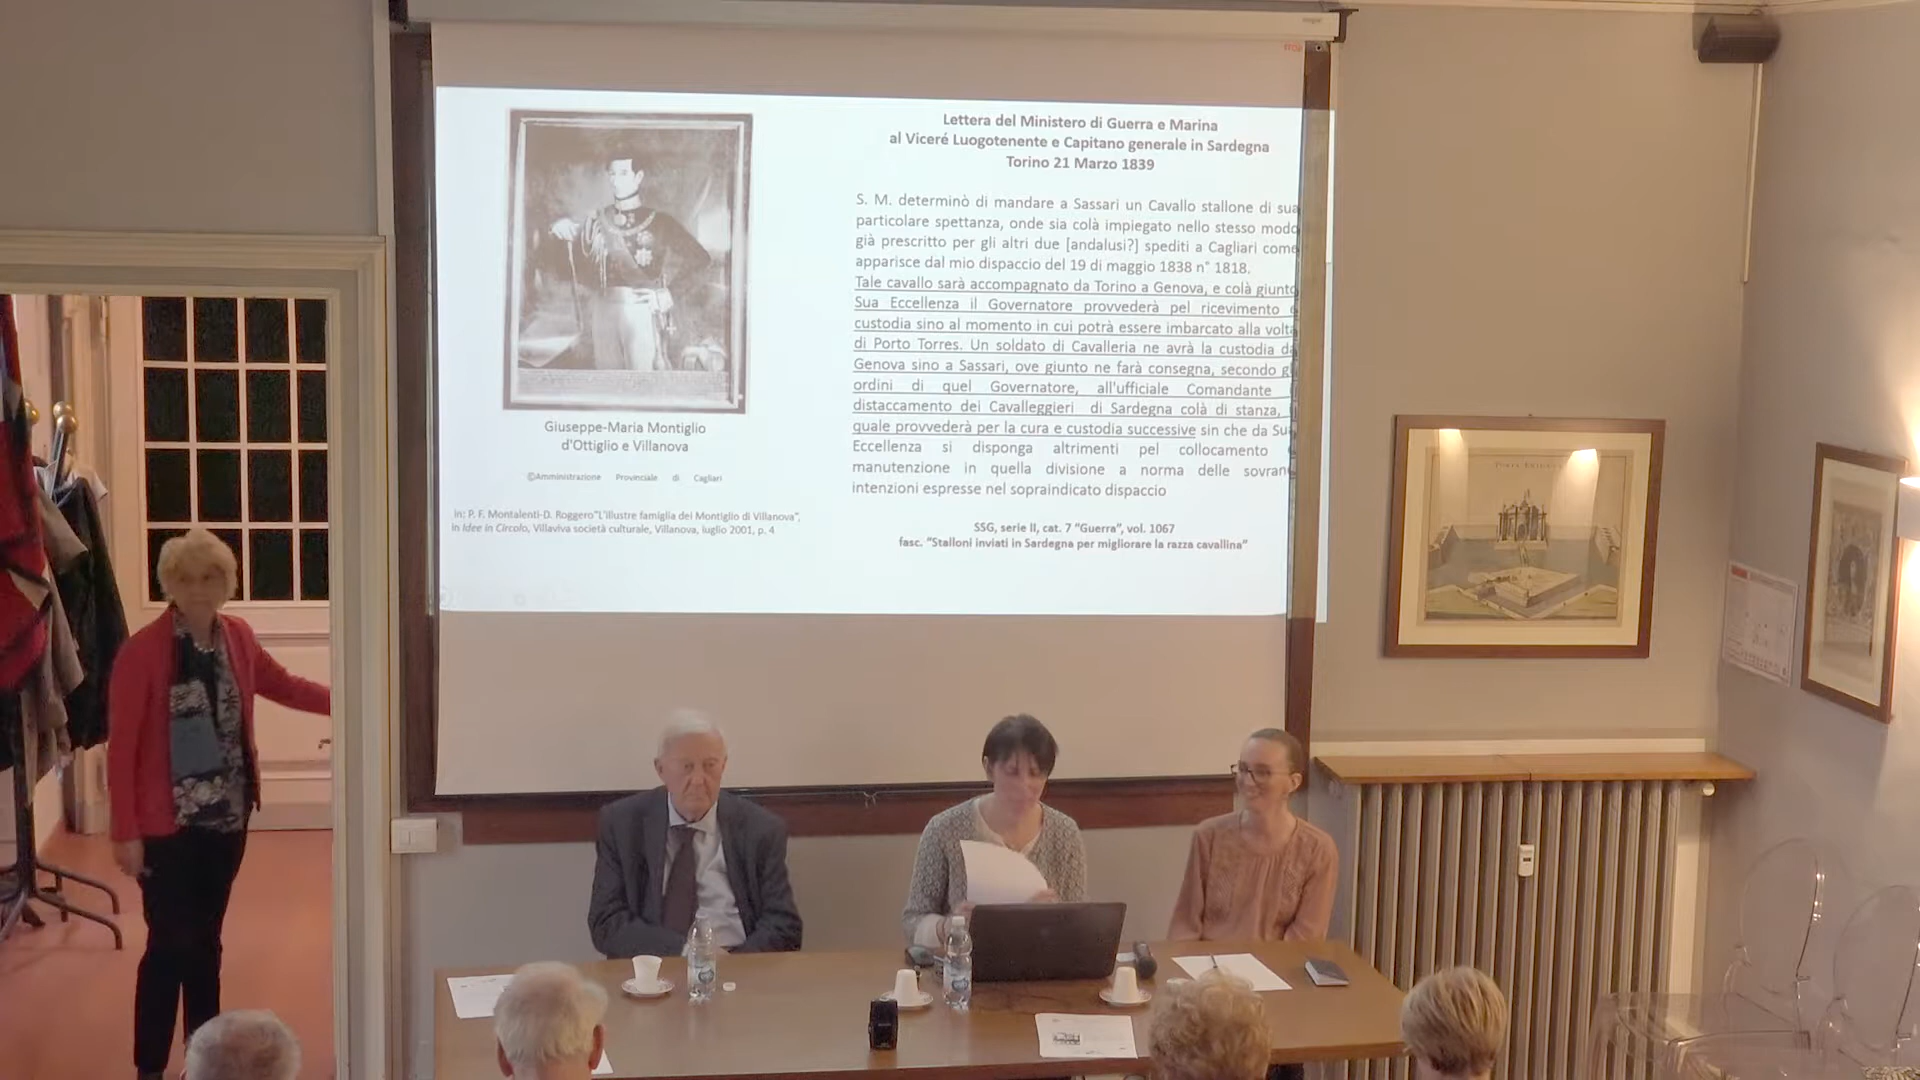 Lettera del Ministero di Guerra e Marina
al Viceré Luogotenente e Capitano generale in Sardegna
Torino 21 Marzo 1839
S. M. determinò di mandare a Sassari un Cavallo stallone di sua
particolare spettanza, onde sia colà impiegato nello stesso modo
già prescritto per gli altri due [andalusi?] spediti a Cagliari come
apparisce dal mio dispaccio del 19 di maggio 1838 n° 1818.
Tale cavallo sarà accompagnato da Torino a Genova, e colà giunto
Sua Eccellenza il Governatore provvederà pel ricevimento e
custodia sino al momento in cui potrà essere imbarcato alla volta
di Porto Torres. Un soldato di Cavalleria ne avrà la custodia da
Genova sino a Sassari, ove giunto ne farà consegna, secondo
ordini di quel Governatore, all'ufficiale Comandante
distaccamento dei Cavalleggieri di Sardegna colà di stanza,
quale provvederà per la cura e custodia successive sin che da Sua
Eccellenza si disponga altrimenti pel collocamento
manutenzione in quella divisione a norma delle sovrane
intenzioni espresse nel sopraindicato dispaccio
SSG, serie II, cat. 7 "Guerra", vol. 1067
fasc. "Stalloni inviati in Sardegna per migliorare la razza cavallina"
Giuseppe-Maria Montiglio
d'Ottiglio e Villanova
©Amministrazione Provinciale di Cagliari
in: P. F. Montalenti-D. Roggero"L'illustre famiglia dei Montiglio di Villanova",
in Idee in Circolo, Villaviva società culturale, Villanova, luglio 2001, p. 4